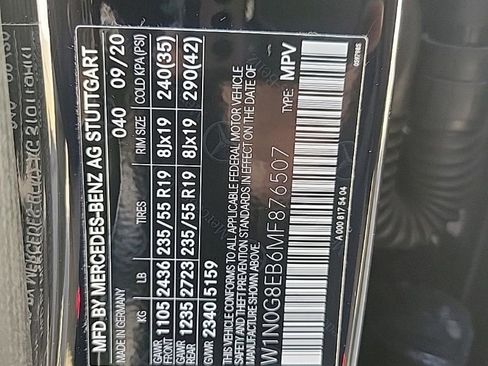 MFD BY MERCEDES-BENZ AG STUTTGART
MADE IN GERMANY 040 09/20
KG LB TIRES RIM SIZE COLD KPA(PSI)
GAWR FRONT 1105 2436 235/55 R19 8Jx19 240(35)
GAWR REAR 1235 2723 235/55 R19 8Jx19 290(42)
GVWR 2340 5159
THIS VEHICLE CONFORMS TO ALL APPLICABLE FEDERAL MOTOR VEHICLE
SAFETY, BUMPER AND THEFT PREVENTION STANDARDS IN EFFECT ON THE DATE OF
MANUFACTURE SHOWN ABOVE.
W1N0G8EB6MF876507 TYPE: MPV
A 000 817 54 04